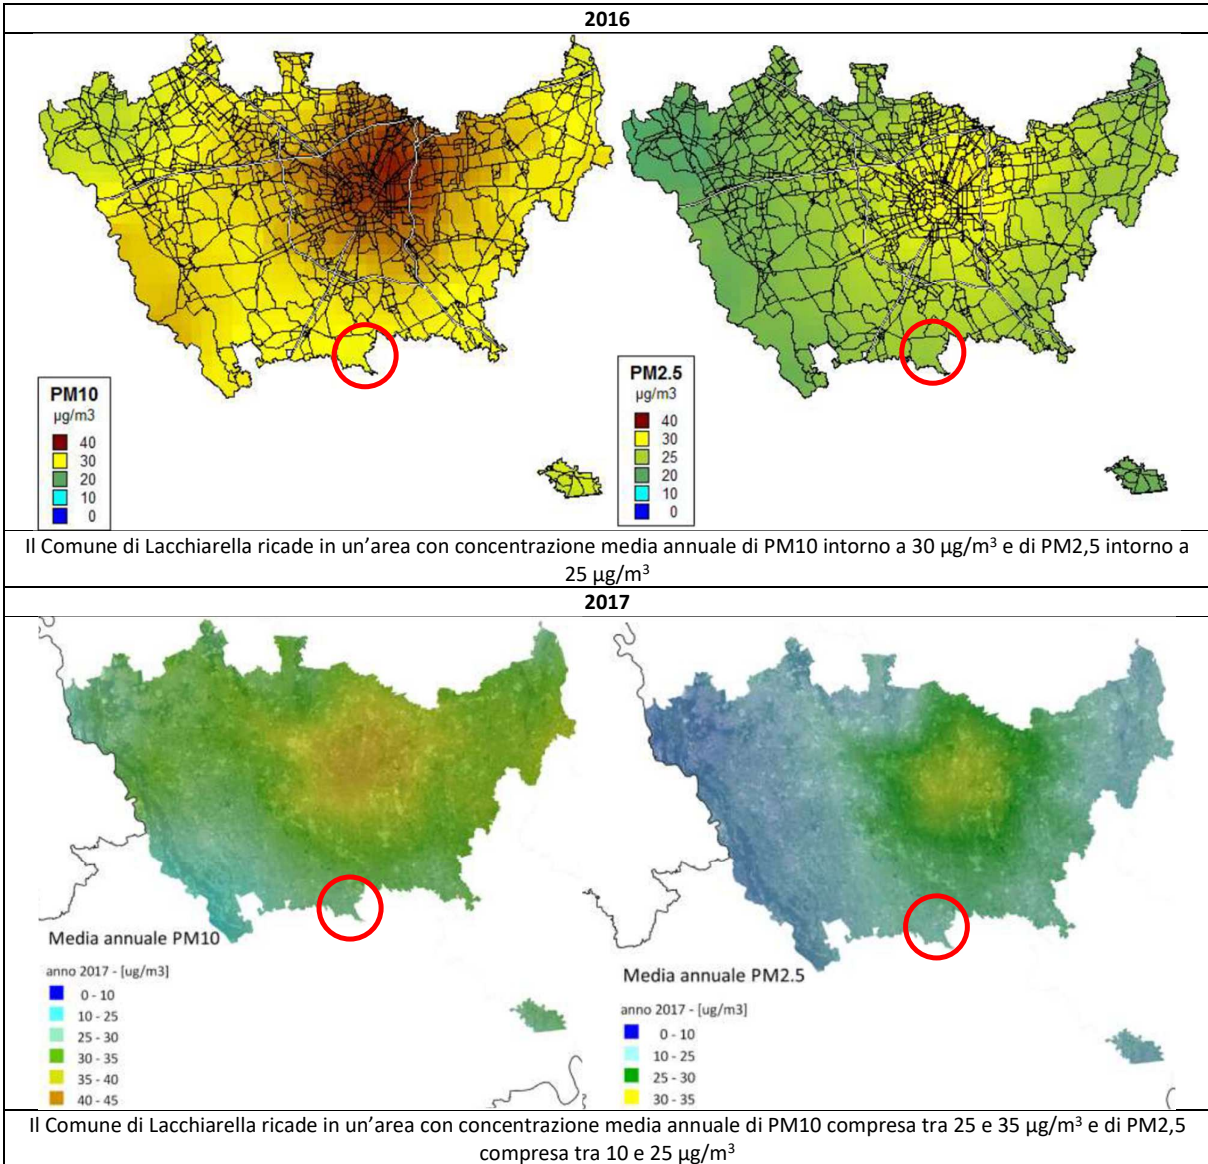 2016
PM10
µg/m3
40
30
20
10
0
PM2.5
µg/m3
40
30
25
20
10
0
Il Comune di Lacchiarella ricade in un’area con concentrazione media annuale di PM10 intorno a 30 µg/m³ e di PM2,5 intorno a
25 µg/m³
2017
Media annuale PM10
anno 2017 - [ug/m3]
0 - 10
10 - 25
25 - 30
30 - 35
35 - 40
40 - 45
Media annuale PM2.5
anno 2017 - [ug/m3]
0 - 10
10 - 25
25 - 30
30 - 35
Il Comune di Lacchiarella ricade in un’area con concentrazione media annuale di PM10 compresa tra 25 e 35 µg/m³ e di PM2,5
compresa tra 10 e 25 µg/m³